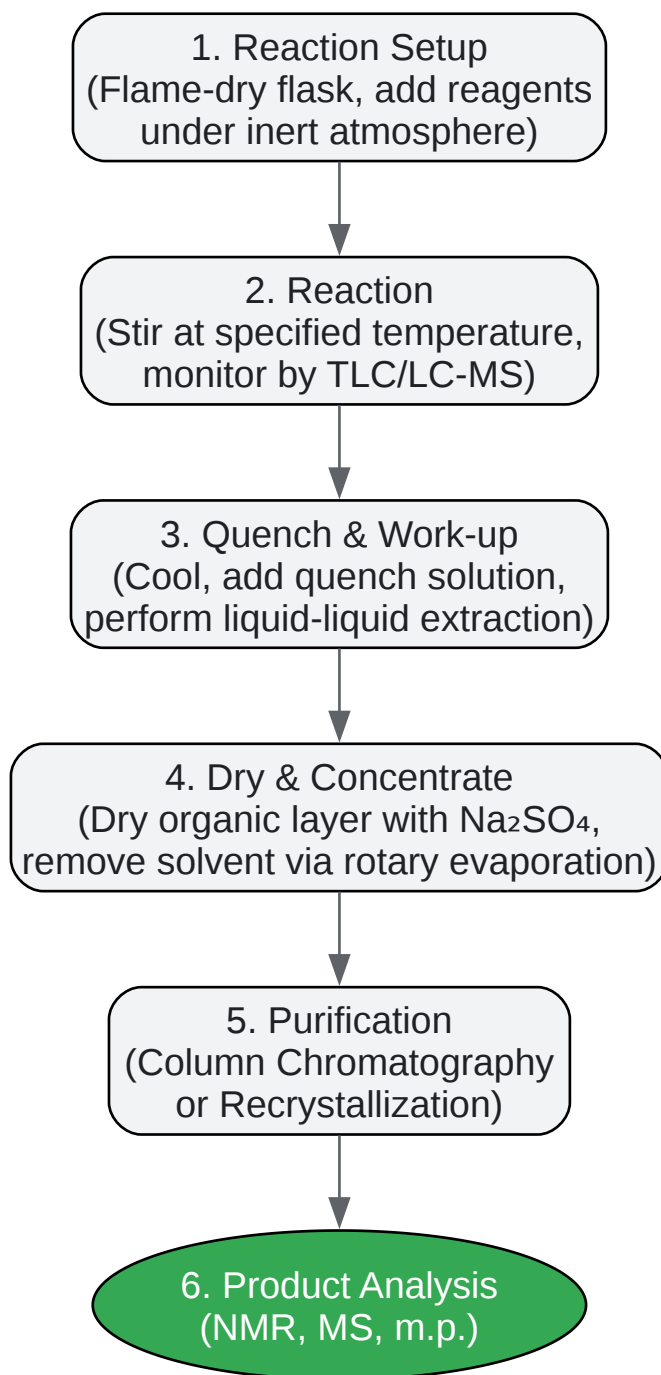 1. Reaction Setup
(Flame-dry flask, add reagents
under inert atmosphere)
2. Reaction
(Stir at specified temperature,
monitor by TLC/LC-MS)
3. Quench & Work-up
(Cool, add quench solution,
perform liquid-liquid extraction)
4. Dry & Concentrate
(Dry organic layer with Na₂SO₄,
remove solvent via rotary evaporation)
5. Purification
(Column Chromatography
or Recrystallization)
6. Product Analysis
(NMR, MS, m.p.)